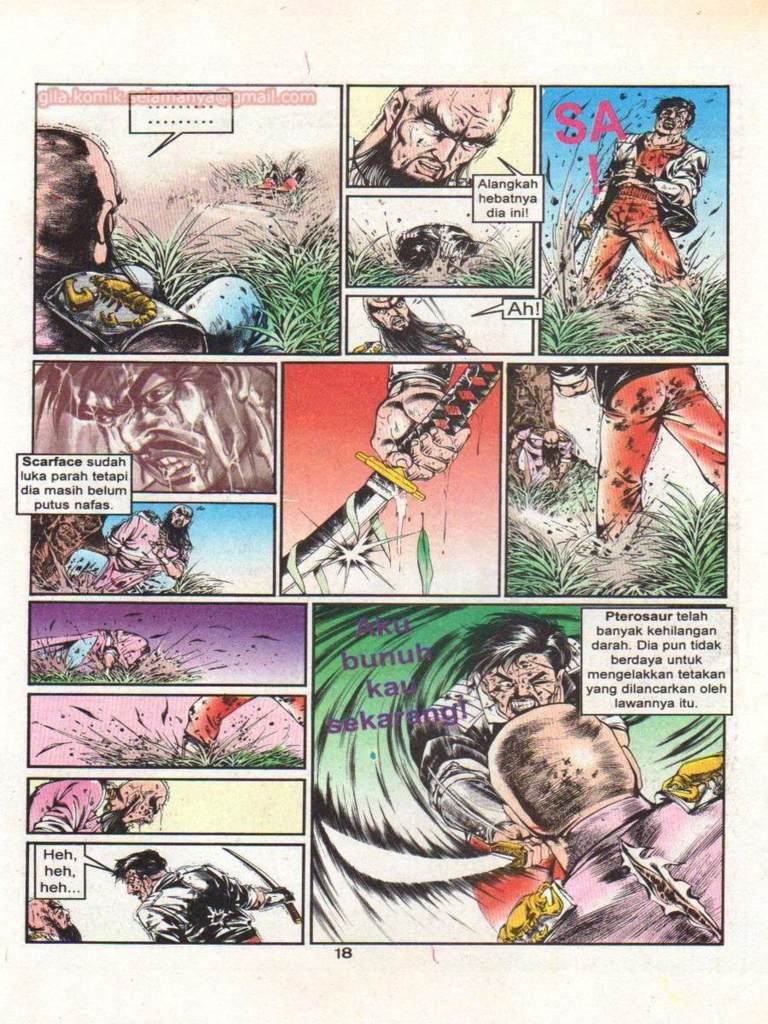 gila.komik.selamanya@gmail.com
.........
.........
Alangkah
hebatnya
dia ini!
Ah!
SA
!
Scarface sudah
luka parah tetapi
dia masih belum
putus nafas.
Heh,
heh,
heh...
Aku
bunuh
kau
sekarang!
Pterosaur telah
banyak kehilangan
darah. Dia pun tidak
berdaya untuk
mengelakkan tetakan
yang dilancarkan oleh
lawannya itu.
18